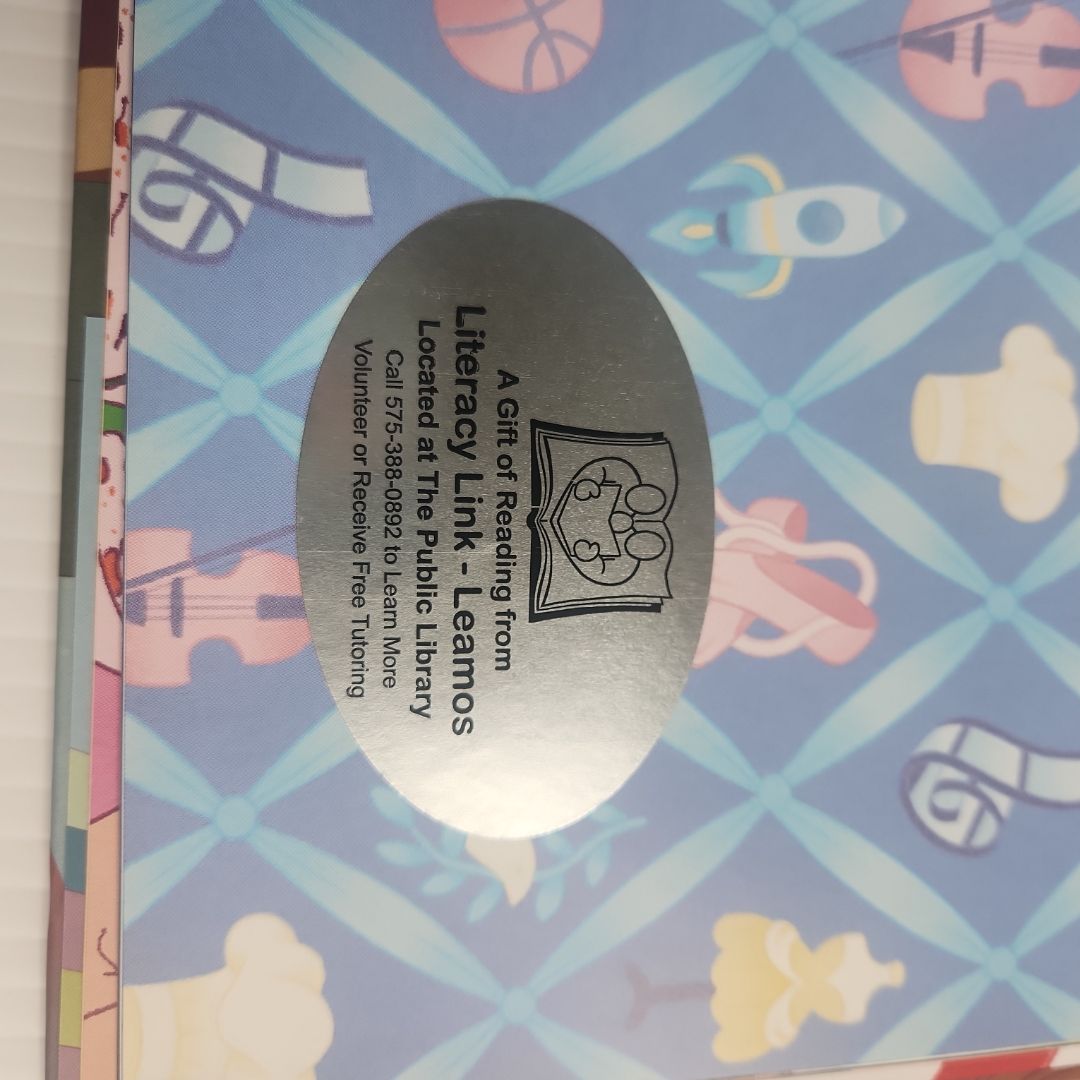 A Gift of Reading from
Literacy Link - Leamos
Located at The Public Library
Call 575-388-0892 to Learn More
Volunteer or Receive Free Tutoring